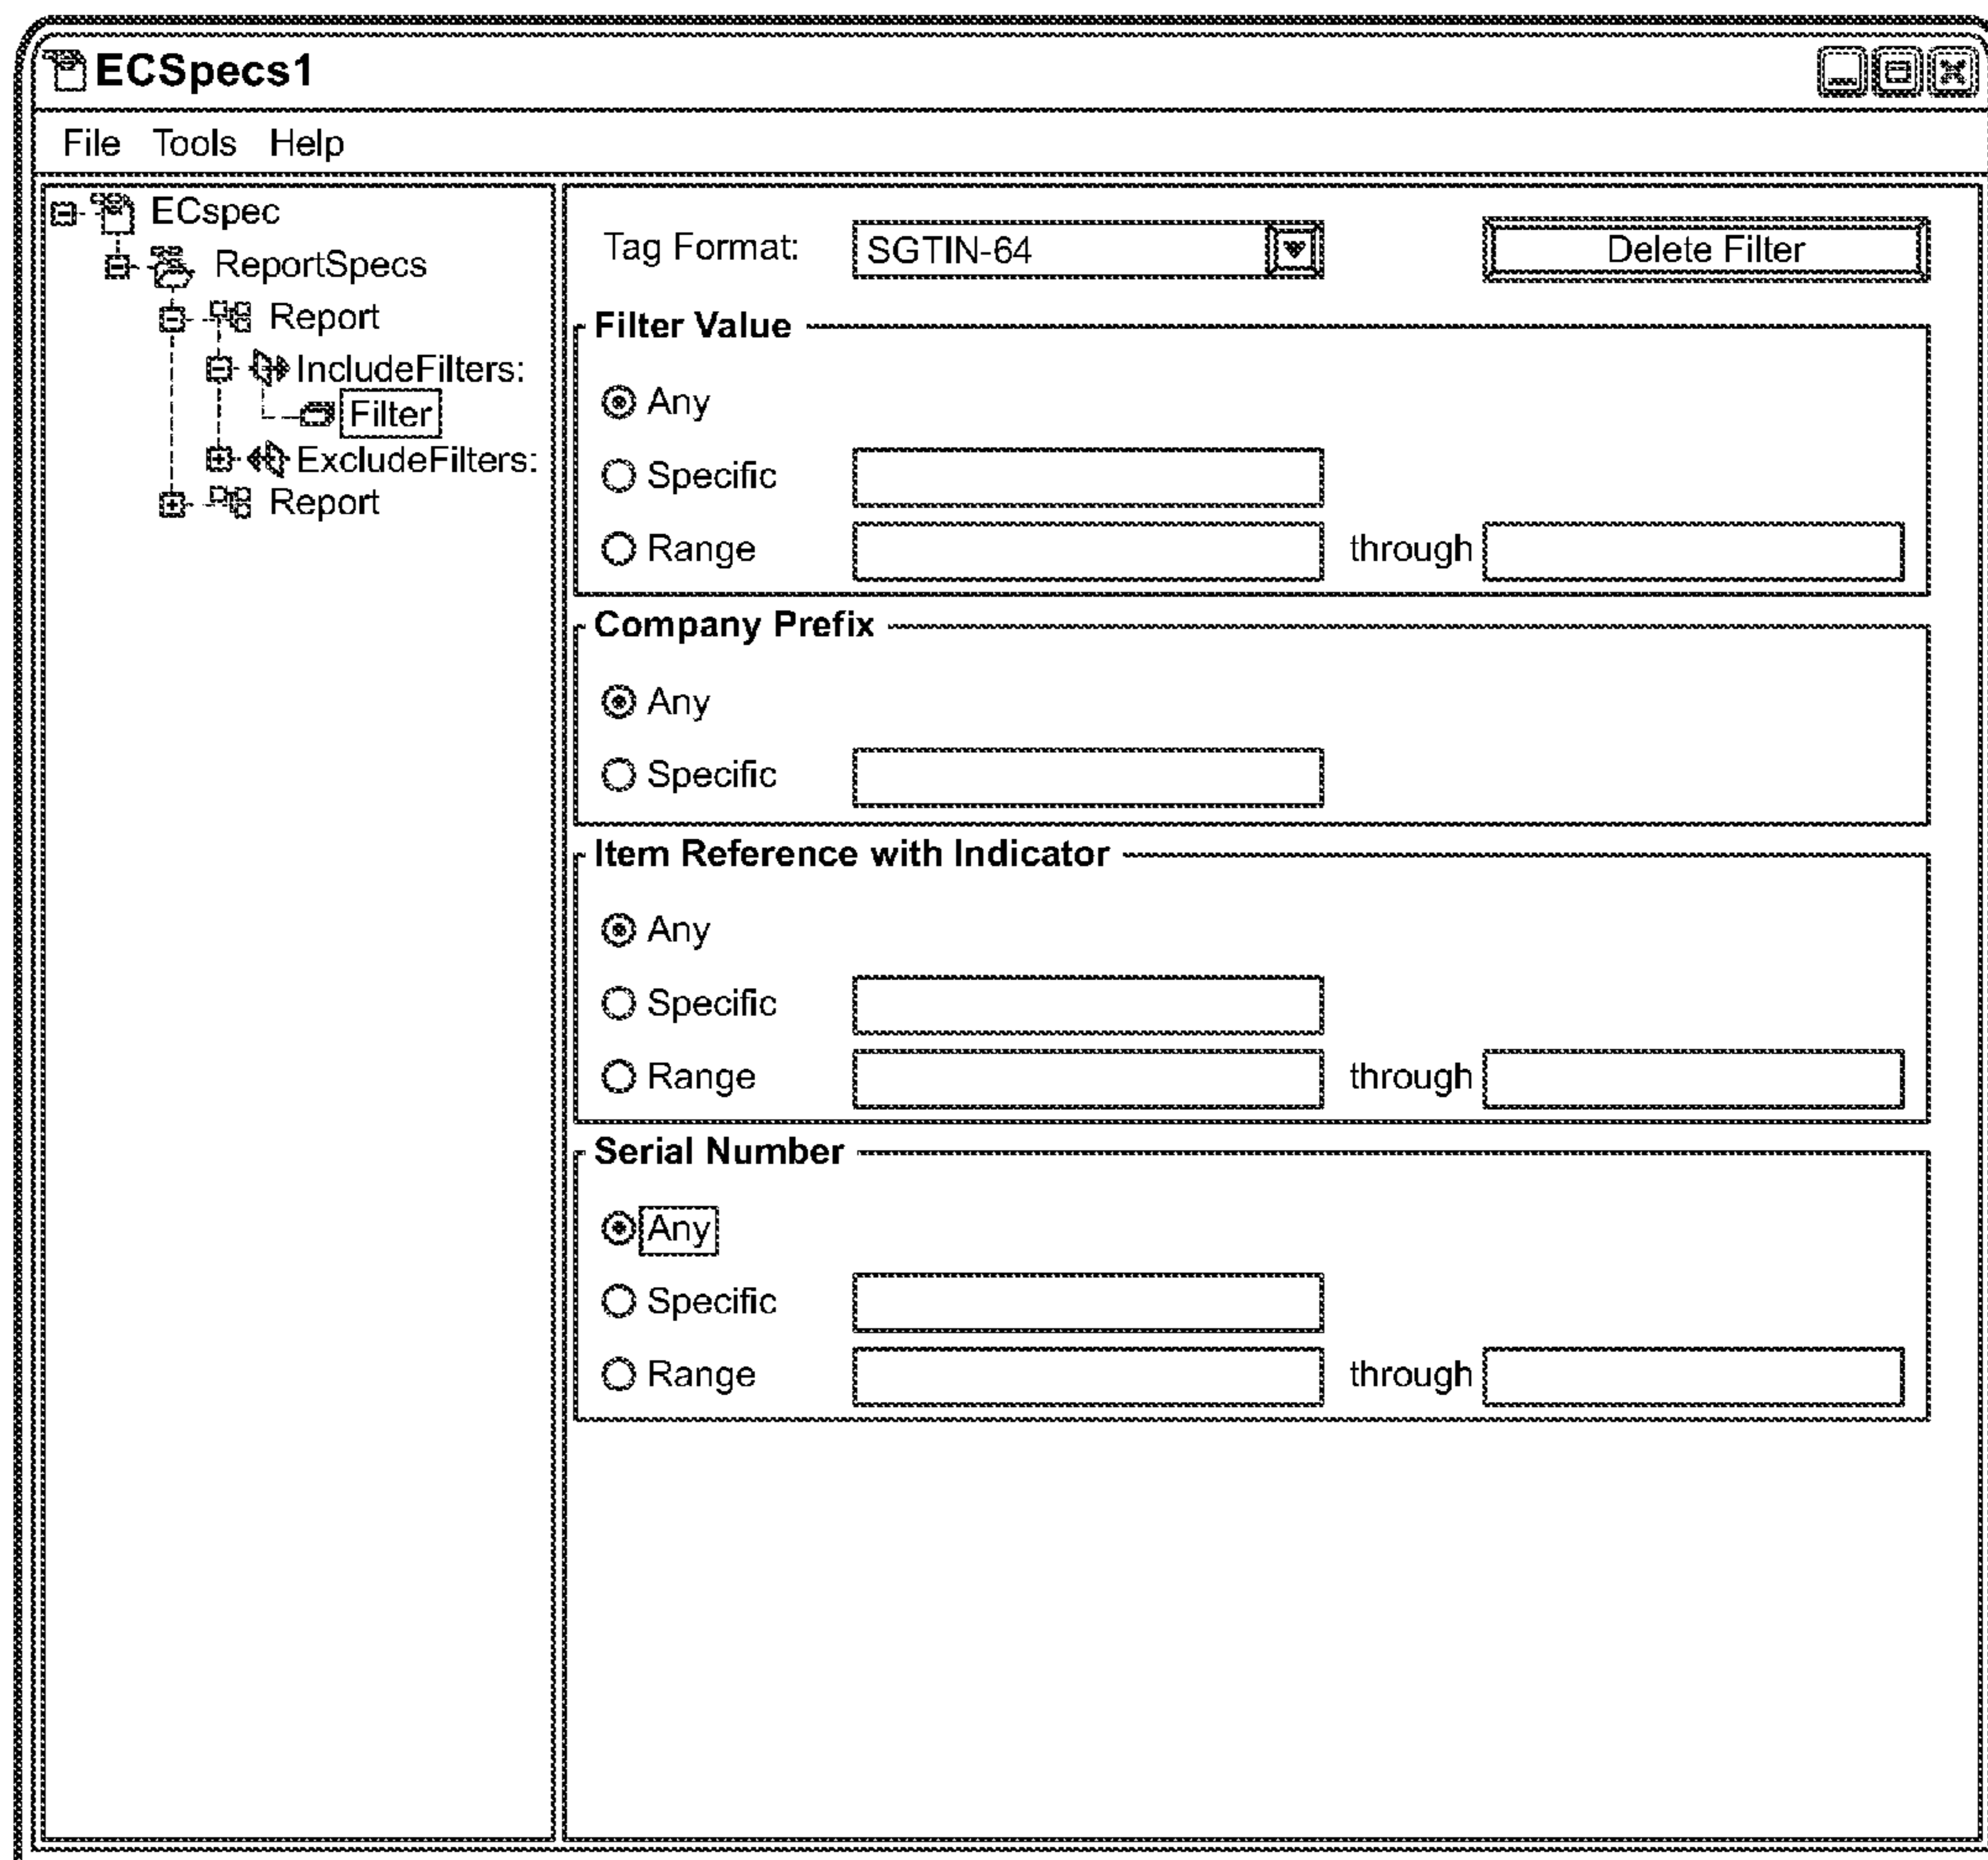 ECSpecs1
File Tools Help
ECspec
ReportSpecs
Report
IncludeFilters:
Filter
ExcludeFilters:
Report
Tag Format: SGTIN-64 Delete Filter
Filter Value
Any
Specific
Range through
Company Prefix
Any
Specific
Item Reference with Indicator
Any
Specific
Range through
Serial Number
Any
Specific
Range through